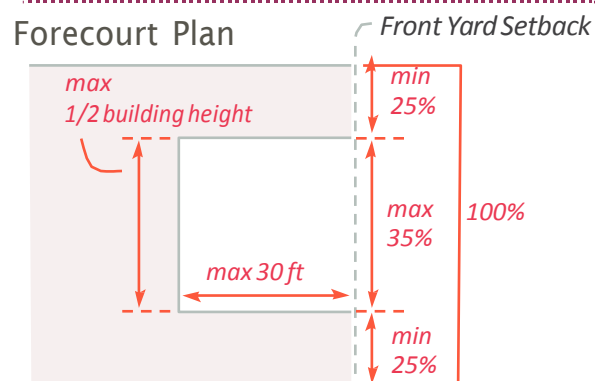 Forecourt Plan
Front Yard Setback
max
1/2 building height
min
25%
max
35%
100%
max 30 ft
min
25%